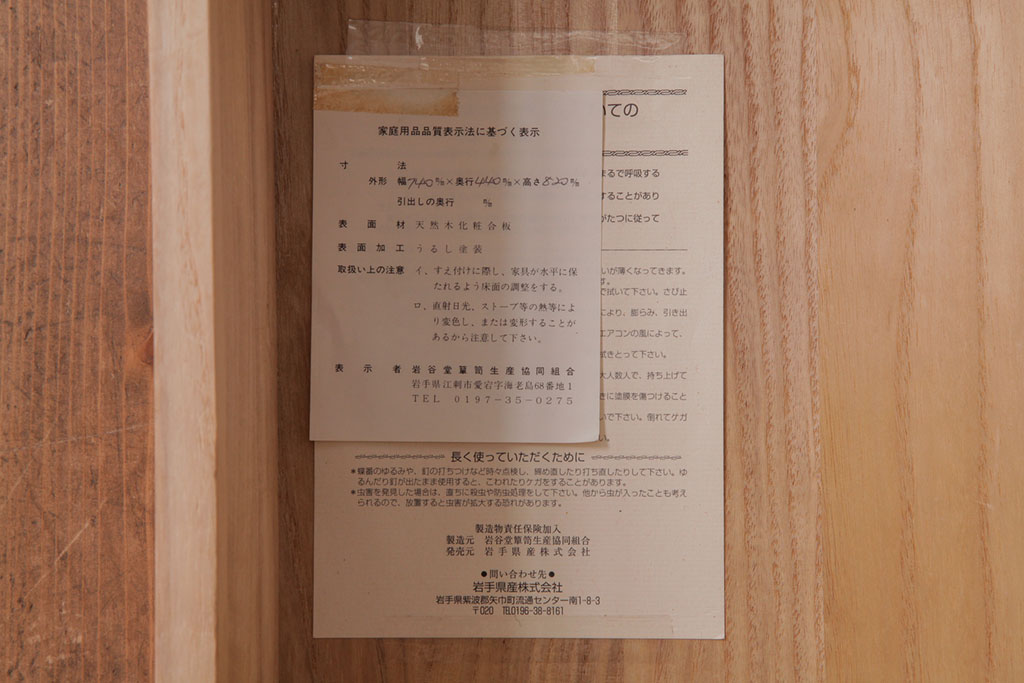 家庭用品品質表示法に基づく表示
寸 法
外形 幅740㎜×奥行440㎜×高さ820㎜
引出しの奥行 ㎜
表面材 天然木化粧合板
表面加工 うるし塗装
取扱い上の注意 イ、すえ付けに際し、家具が水平に保
たれるよう床面の調整をする。
ロ、直射日光、ストーブ等の熱等によ
り変色し、または変形することが
あるから注意して下さい。
表示者 岩谷堂簞笥生産協同組合
岩手県江刺市愛宕字海老島68番地1
TEL 0197-35-0275
いての
まるで呼吸する
することがあり
がたつに従って
いが薄くなってきます。
す。
で拭いて下さい。さび止
により、膨らみ、引き出
エアコンの風によって、
拭きとって下さい。
大人数人で、持ち上げて
きに塗膜を傷つけること
いで下さい。倒れてケガ
い。
長く使っていただくために
＊蝶番のゆるみや、釘の打ちつけなど時々点検し、締め直したり打ち直したりして下さい。ゆ
るんだり釘が出たまま使用すると、こわれたりケガをすることがあります。
＊虫害を発見した場合は、直ちに殺虫や防虫処理をして下さい。他から虫が入ったことも考え
られるので、放置すると虫害が拡大する恐れがあります。
製造物責任保険加入
製造元 岩谷堂簞笥生産協同組合
発売元 岩手県産株式会社
●問い合わせ先●
岩手県産株式会社
岩手県紫波郡矢巾町流通センター南1-8-3
〒020 TEL0196-38-8161